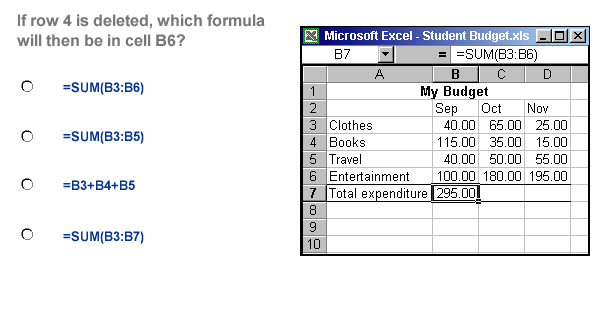 If row 4 is deleted, which formula
will then be in cell B6?
=SUM(B3:B6)
=SUM(B3:B5)
=B3+B4+B5
=SUM(B3:B7)
Microsoft Excel - Student Budget.xls
B7 = =SUM(B3:B6)
A B C D
1 My Budget
2 Sep Oct Nov
3 Clothes 40.00 65.00 25.00
4 Books 115.00 35.00 15.00
5 Travel 40.00 50.00 55.00
6 Entertainment 100.00 180.00 195.00
7 Total expenditure 295.00
8
9
10